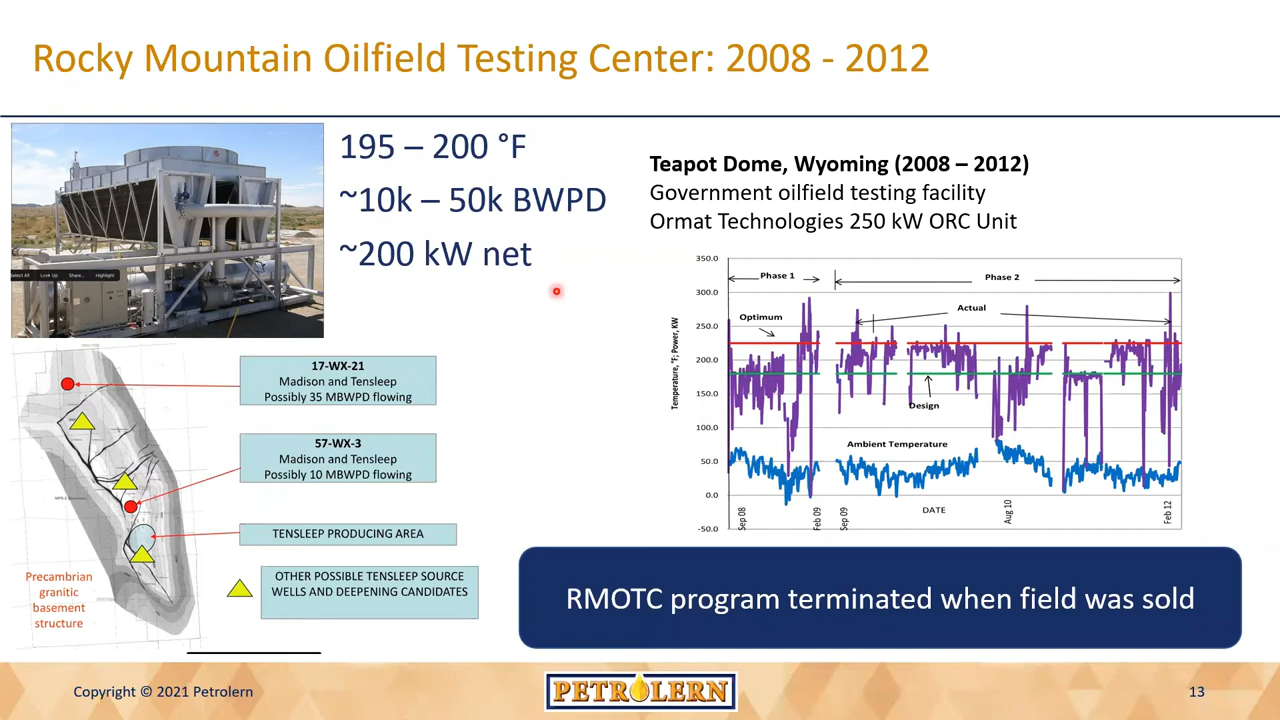 Rocky Mountain Oilfield Testing Center: 2008 - 2012
195 – 200 °F
~10k – 50k BWPD
~200 kW net
Look Up
Share...
Highlight
Teapot Dome, Wyoming (2008 – 2012)
Government oilfield testing facility
Ormat Technologies 250 kW ORC Unit
Temperature, °F; Power, KW
350.0
300.0
250.0
200.0
150.0
100.0
50.0
0.0
-50.0
Phase 1
Phase 2
Optimum
Actual
Design
Ambient Temperature
Sep 08
Feb 09
Sep 09
DATE
Aug 10
Feb 12
17-WX-21
Madison and Tensleep
Possibly 35 MBWPD flowing
57-WX-3
Madison and Tensleep
Possibly 10 MBWPD flowing
TENSLEEP PRODUCING AREA
OTHER POSSIBLE TENSLEEP SOURCE
WELLS AND DEEPENING CANDIDATES
Precambrian
granitic
basement
structure
RMOTC program terminated when field was sold
Copyright © 2021 Petrolern
PETROLERN
13